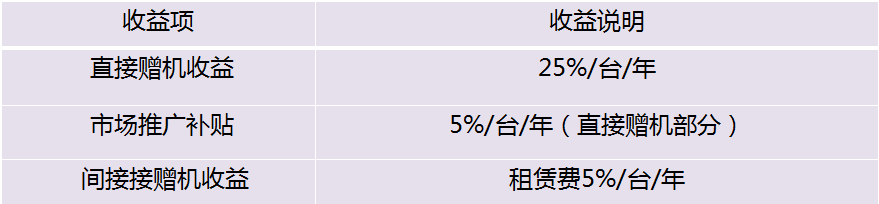 收益项 收益说明
直接赠机收益 25%/台/年
市场推广补贴 5%/台/年（直接赠机部分）
间接接赠机收益 租赁费5%/台/年